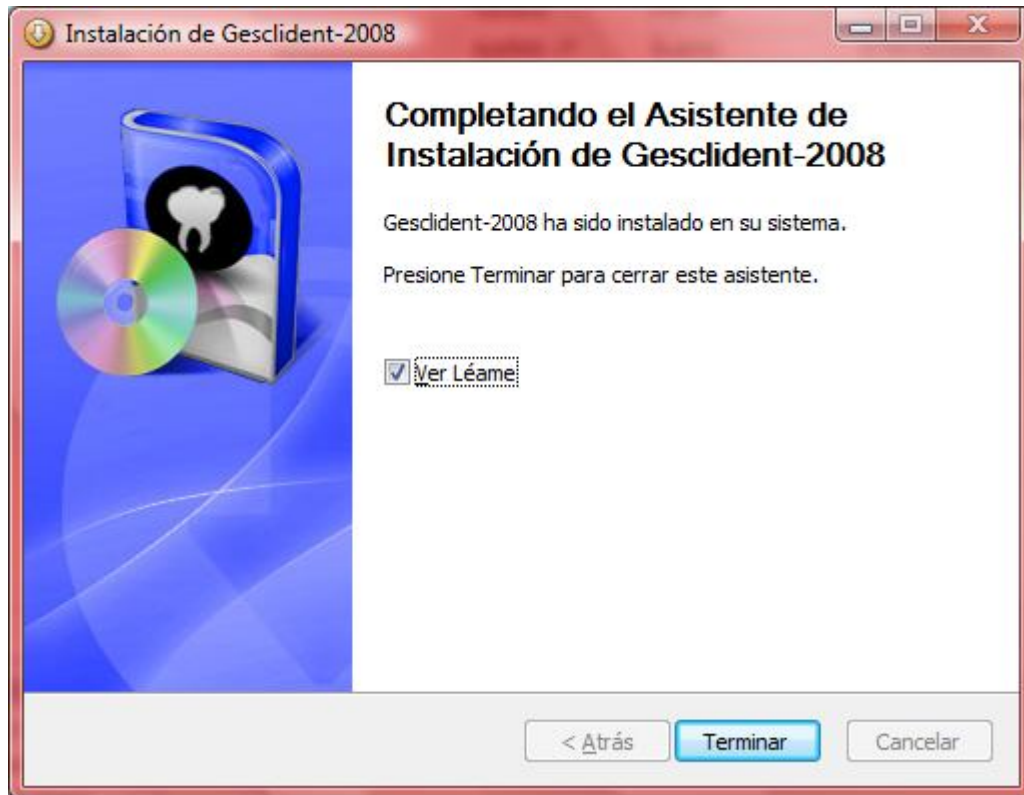 Instalación de Gesclident-2008
Completando el Asistente de
Instalación de Gesclident-2008
Gesclident-2008 ha sido instalado en su sistema.
Presione Terminar para cerrar este asistente.
Ver Léame
< Atrás
Terminar
Cancelar